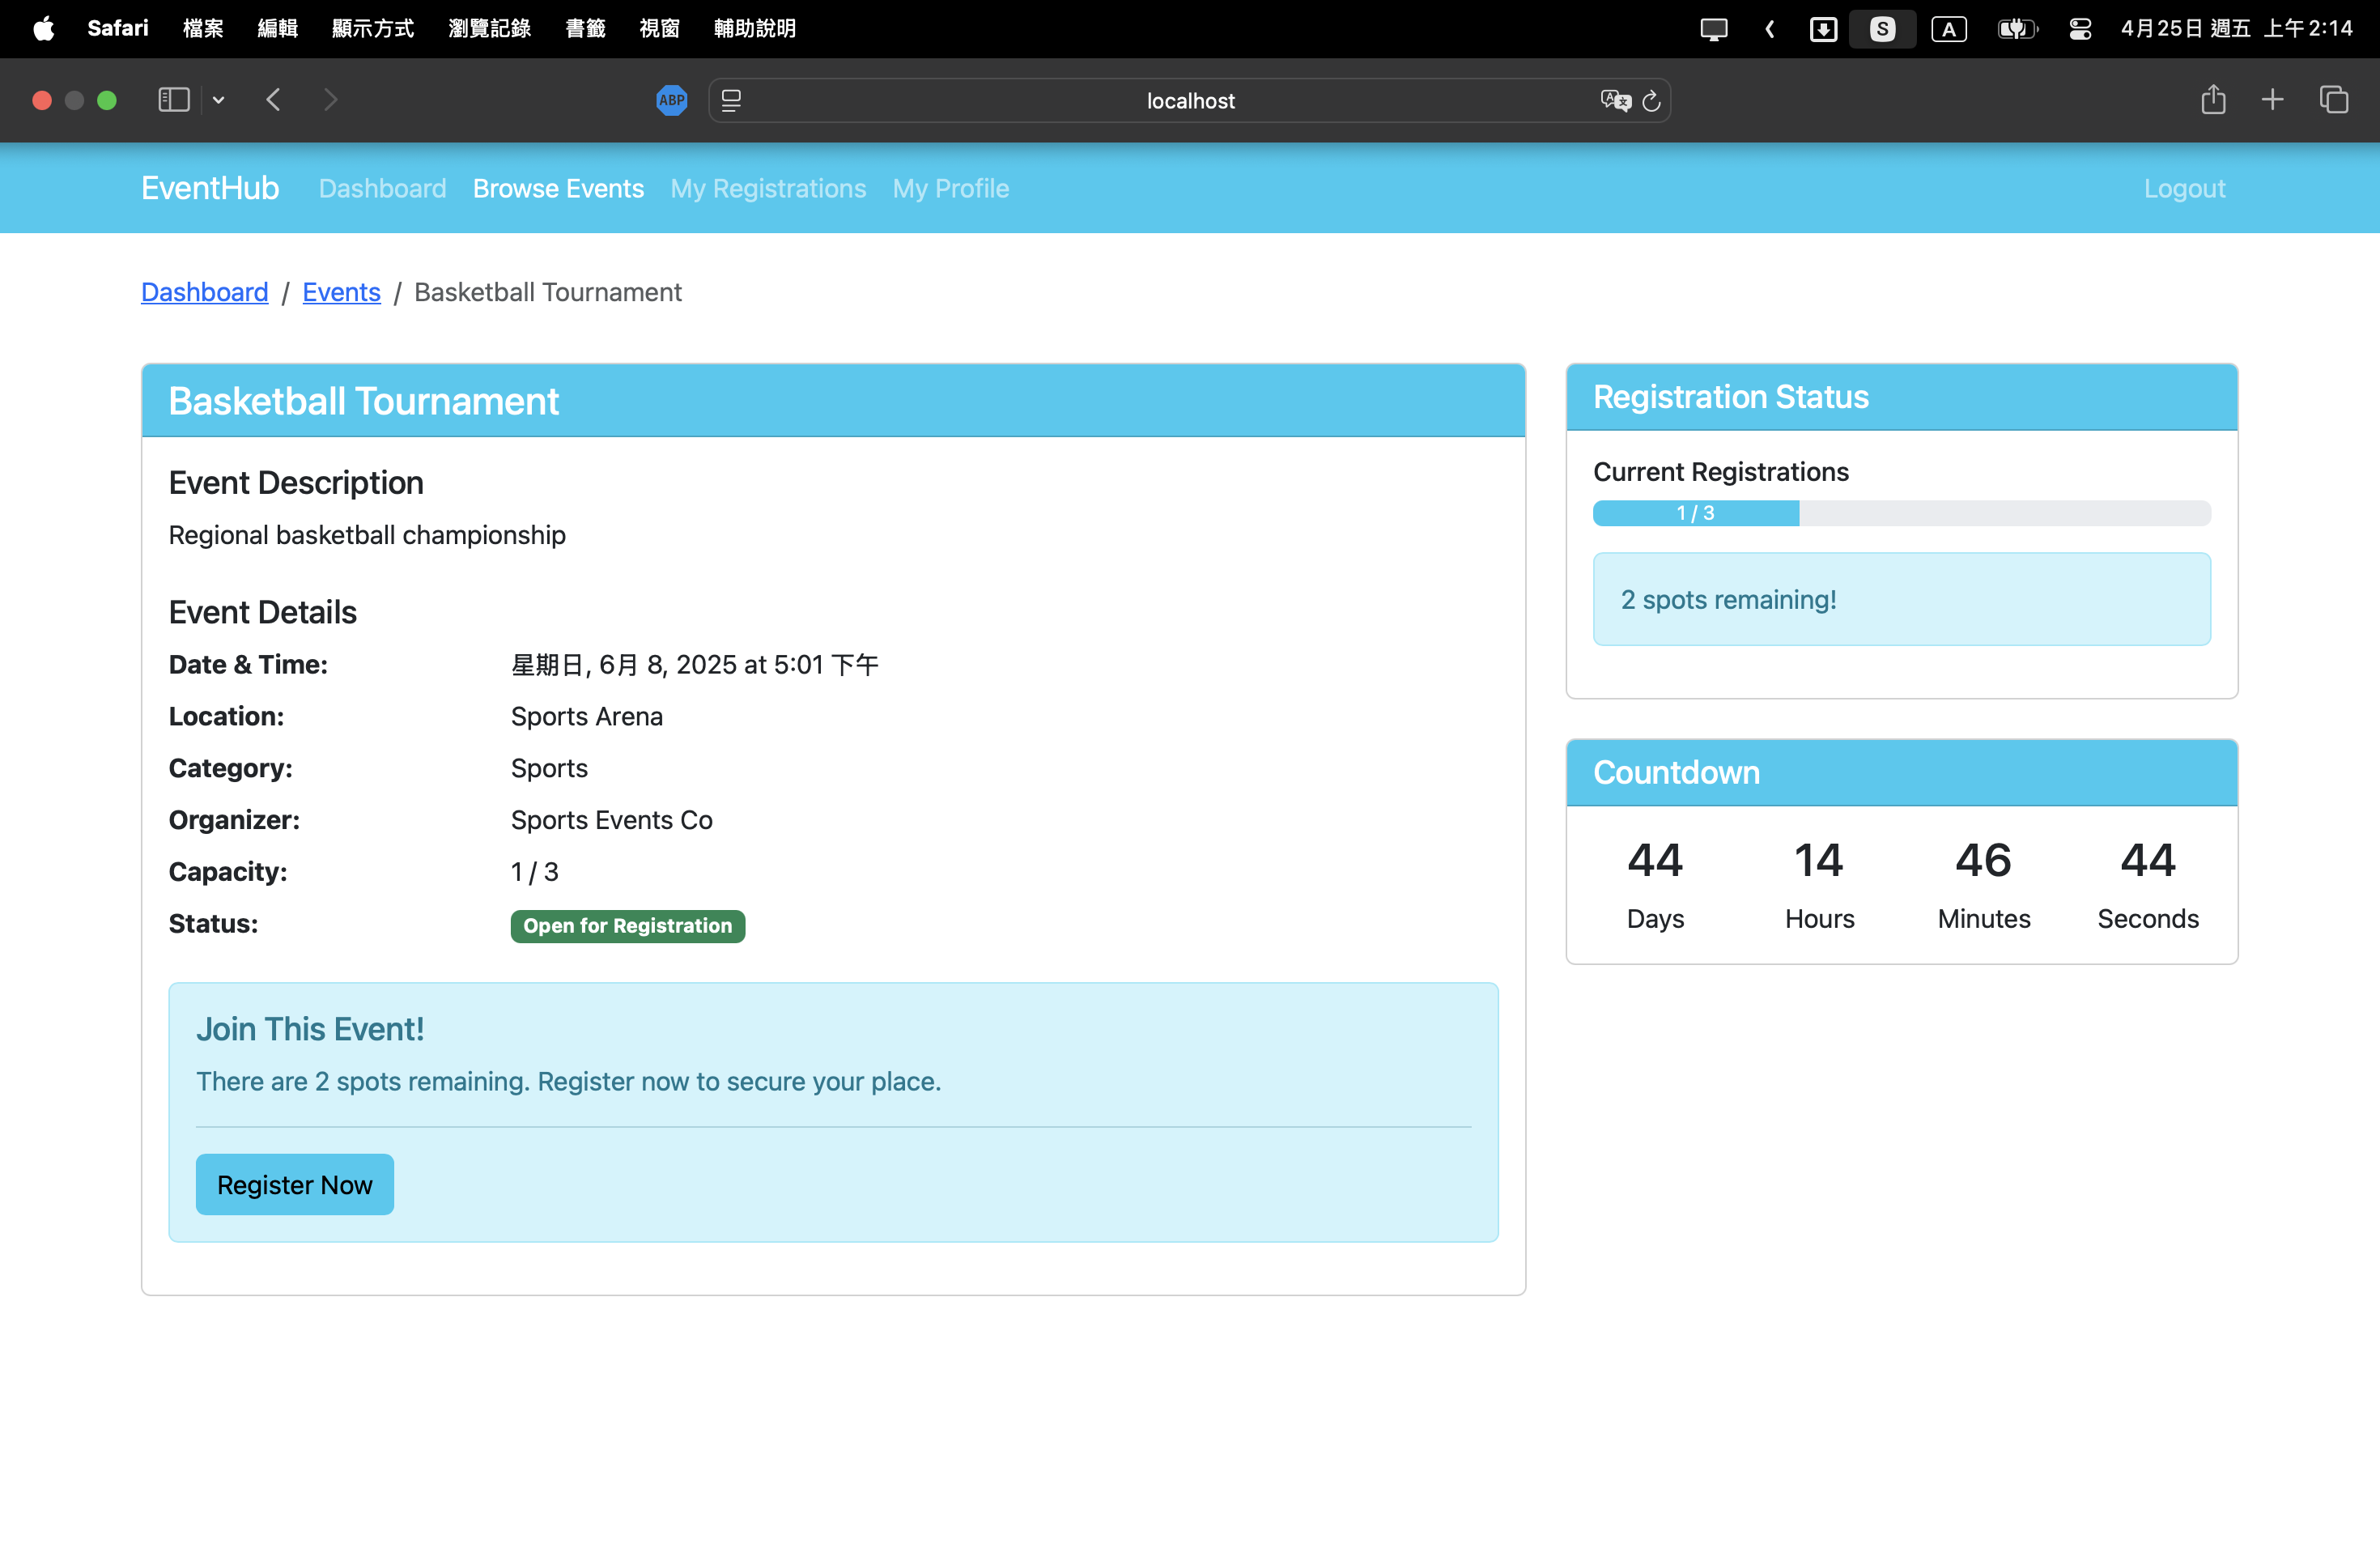 Safari 檔案 編輯 顯示方式 瀏覽記錄 書籤 視窗 輔助說明 S A 4月25日 週五 上午2:14
ABP localhost
EventHub Dashboard Browse Events My Registrations My Profile Logout
Dashboard / Events / Basketball Tournament
Basketball Tournament
Event Description
Regional basketball championship
Event Details
Date & Time: 星期日, 6月 8, 2025 at 5:01 下午
Location: Sports Arena
Category: Sports
Organizer: Sports Events Co
Capacity: 1 / 3
Status: Open for Registration
Join This Event!
There are 2 spots remaining. Register now to secure your place.
Register Now
Registration Status
Current Registrations
1 / 3
2 spots remaining!
Countdown
44 14 46 44
Days Hours Minutes Seconds